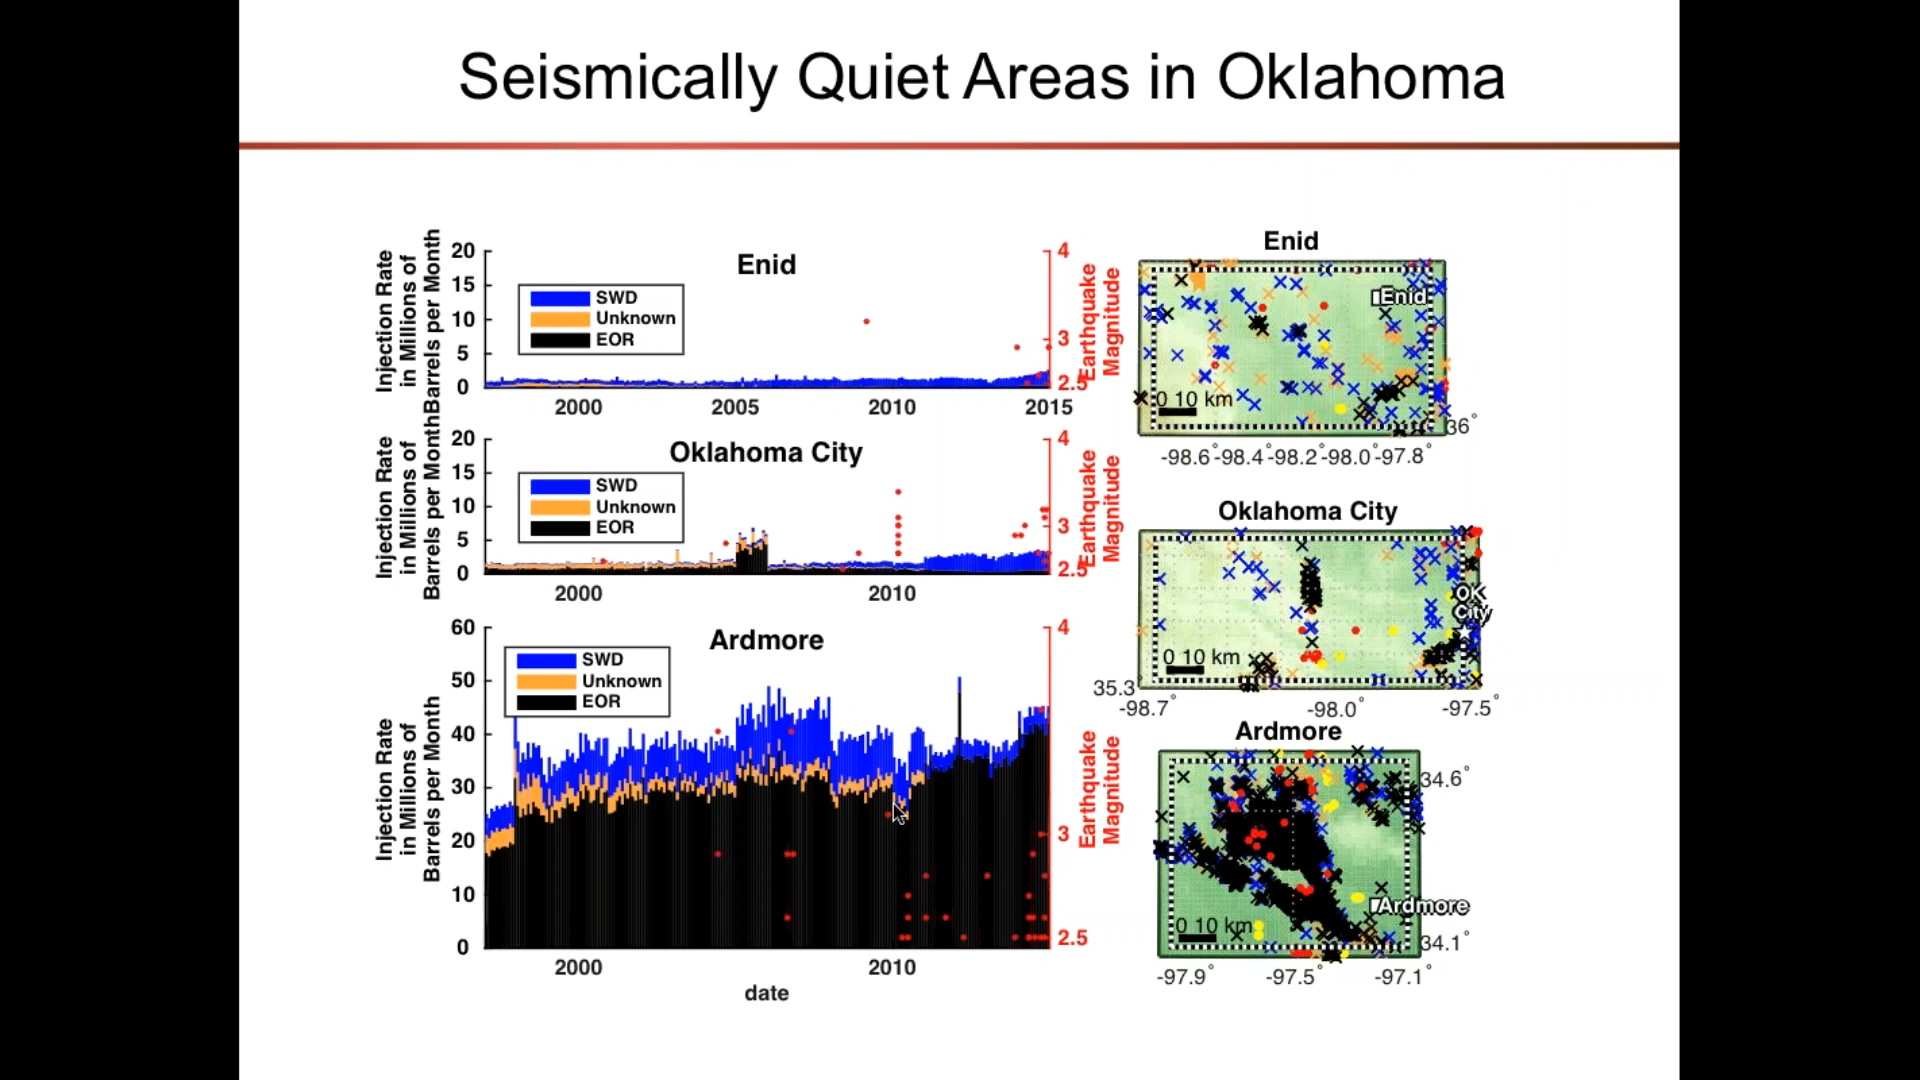 Seismically Quiet Areas in Oklahoma
Injection Rate
in Millions of
Barrels per Month
20
15
10
5
0
Enid
SWD
Unknown
EOR
4
3
2.5
Earthquake
Magnitude
2000
2005
2010
2015
Injection Rate
in Millions of
Barrels per Month
20
15
10
5
0
Oklahoma City
SWD
Unknown
EOR
4
3
2.5
Earthquake
Magnitude
2000
2010
Injection Rate
in Millions of
Barrels per Month
60
50
40
30
20
10
0
Ardmore
SWD
Unknown
EOR
4
3
2.5
Earthquake
Magnitude
2000
2010
date
Enid
Enid
0 10 km
36°
-98.6° -98.4° -98.2° -98.0° -97.8°
Oklahoma City
OK
City
0 10 km
35.3
-98.7° -98.0° -97.5°
Ardmore
34.6°
Ardmore
0 10 km
34.1°
-97.9° -97.5° -97.1°